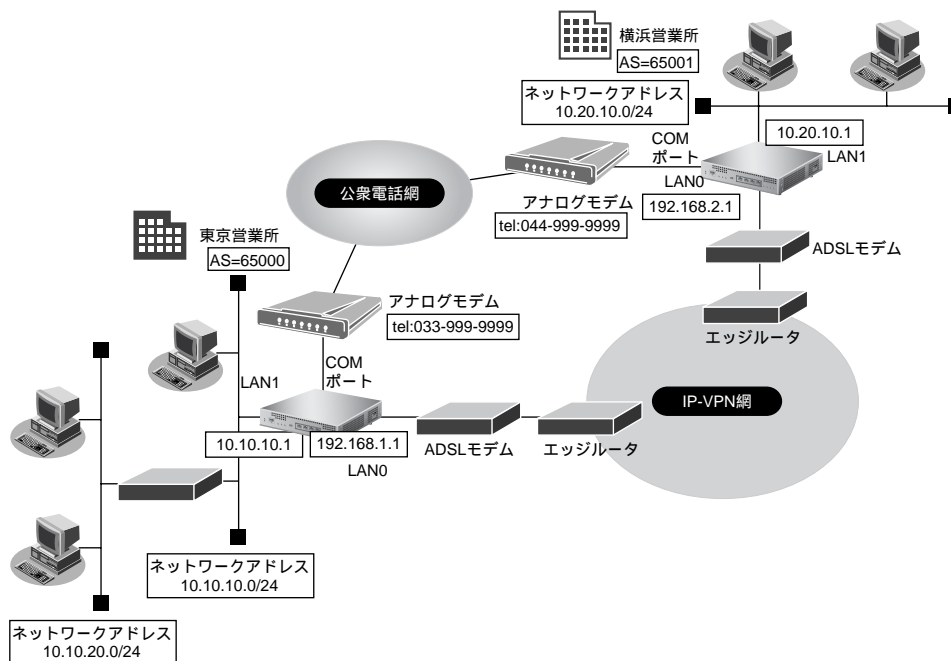 横浜営業所
AS=65001
ネットワークアドレス
10.20.10.0/24
10.20.10.1
LAN1
COM
ポート
LAN0
192.168.2.1
アナログモデム
tel:044-999-9999
公衆電話網
ADSLモデム
エッジルータ
東京営業所
AS=65000
アナログモデム
tel:033-999-9999
COM
ポート
LAN1
10.10.10.1
192.168.1.1
LAN0
ADSLモデム
エッジルータ
IP-VPN網
ネットワークアドレス
10.10.10.0/24
ネットワークアドレス
10.10.20.0/24